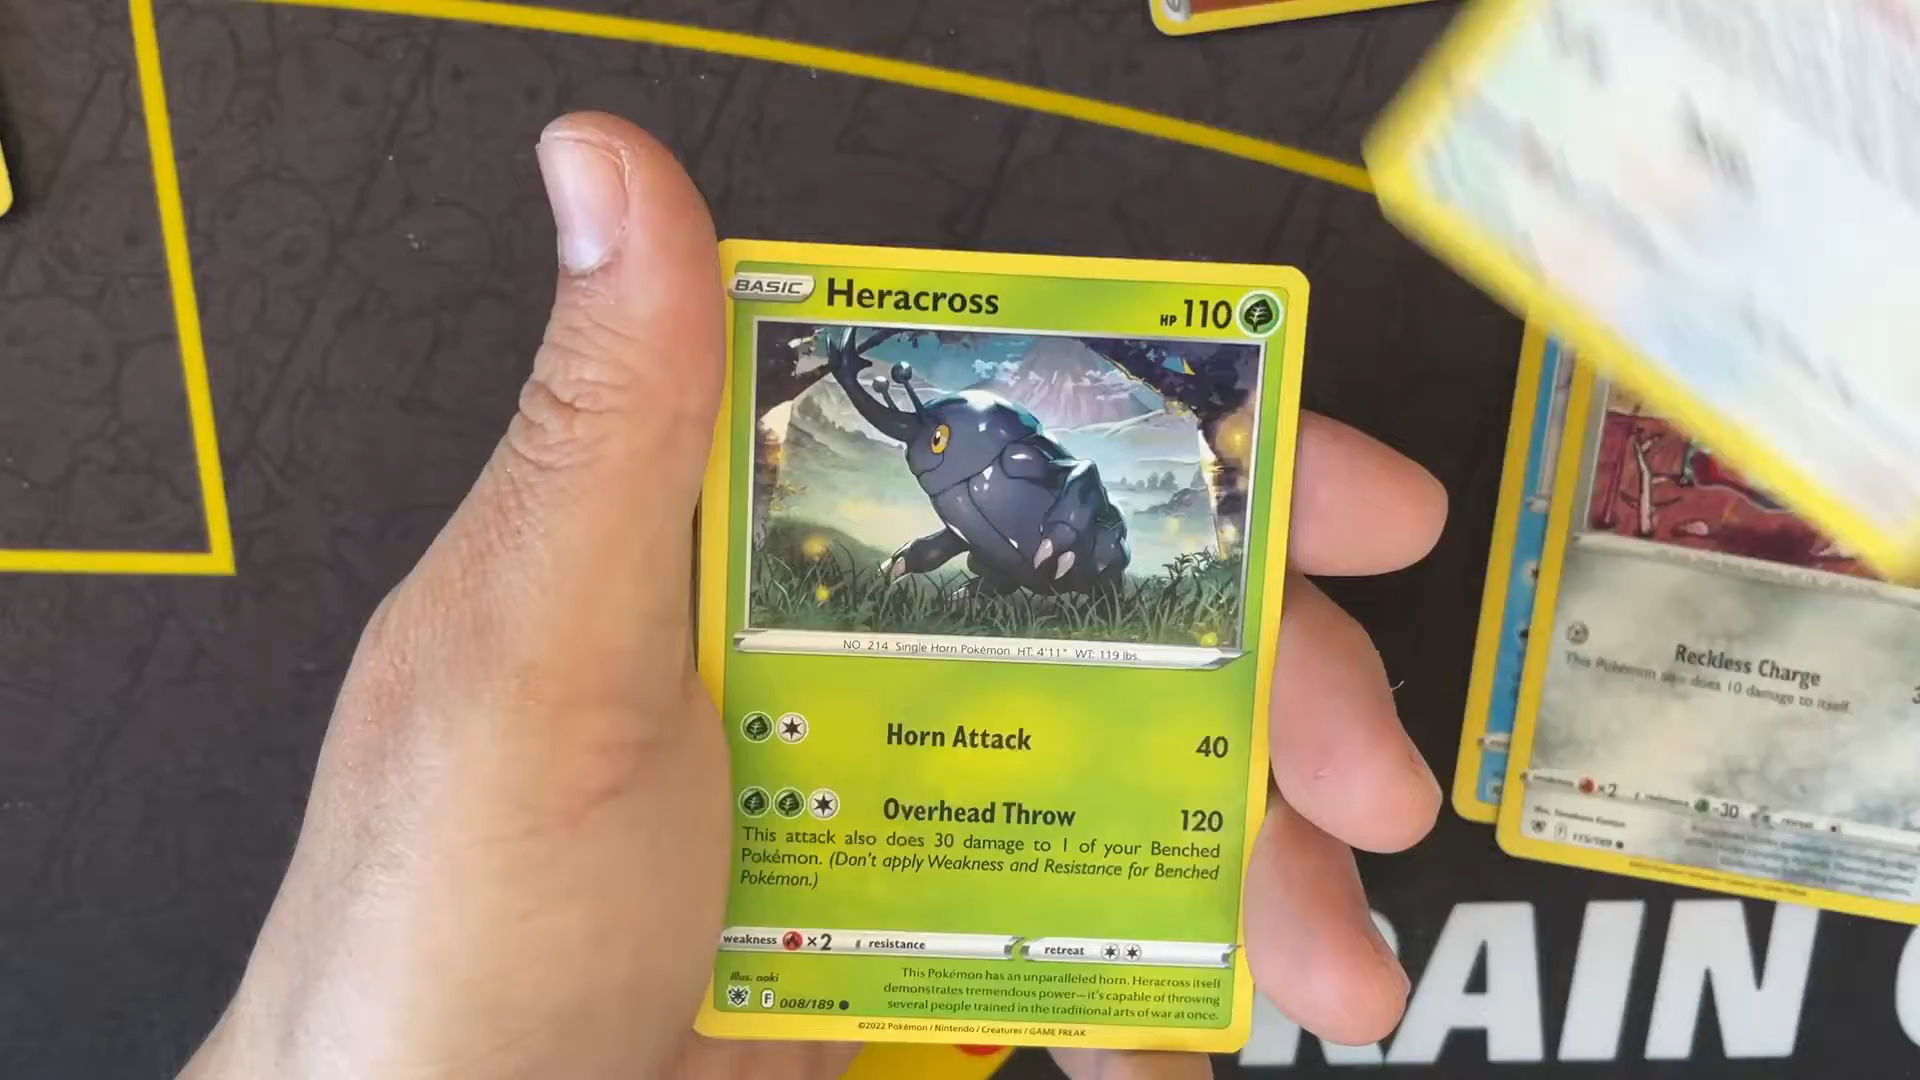 BASIC Heracross HP 110
NO. 214 Single Horn Pokémon HT: 4'11" WT: 119 lbs.
Horn Attack 40
Overhead Throw 120
This attack also does 30 damage to 1 of your Benched
Pokémon. (Don't apply Weakness and Resistance for Benched
Pokémon.)
weakness ×2 resistance retreat
illus. aoki
F 008/189
This Pokémon has an unparalleled horn. Heracross itself
demonstrates tremendous power—it's capable of throwing
several people trained in the traditional arts of war at once.
©2022 Pokémon / Nintendo / Creatures / GAME FREAK
Reckless Charge
This Pokémon also does 10 damage to itself.
weakness ×2 resistance -30 retreat
RAIN